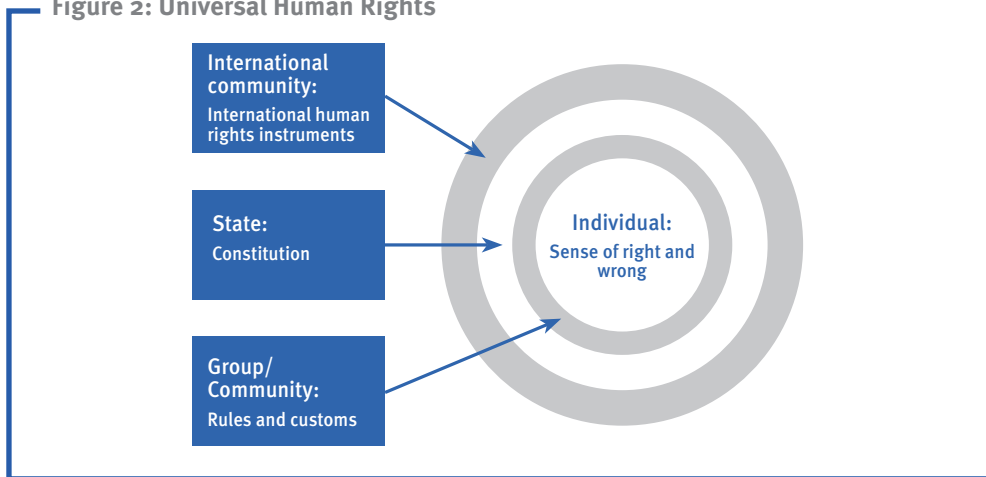 Figure 2: Universal Human Rights
International
community:
International human
rights instruments
State:
Constitution
Group/
Community:
Rules and customs
Individual:
Sense of right and
wrong